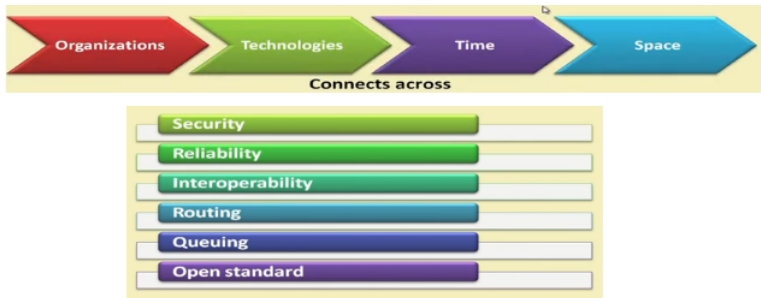 Organizations Technologies Time Space
Connects across
Security
Reliability
Interoperability
Routing
Queuing
Open standard